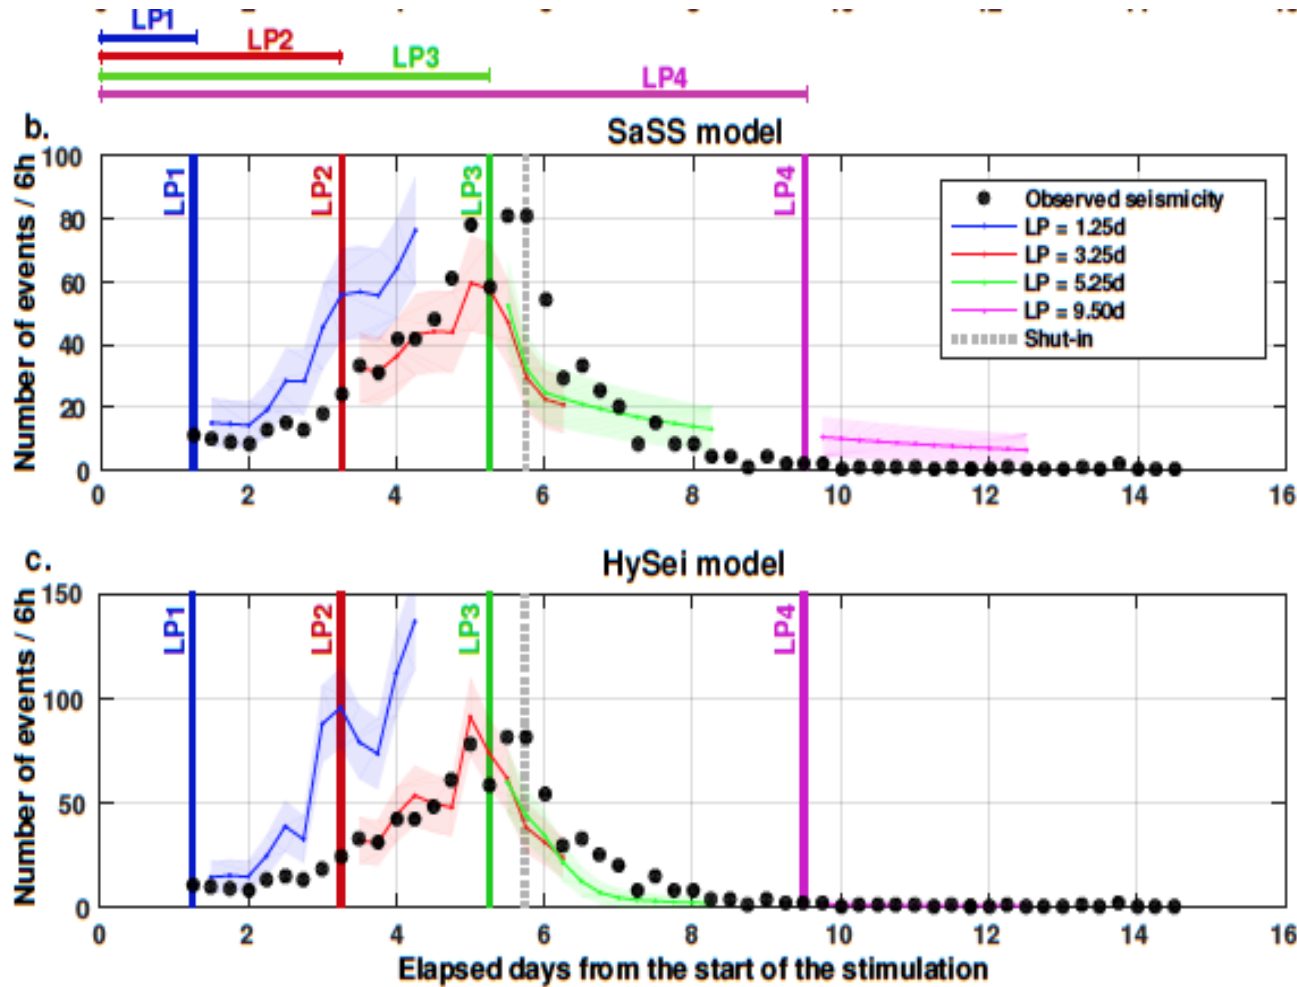 LP1
LP2
LP3
LP4
b.
SaSS model
Number of events / 6h
100
80
60
40
20
0
LP1
LP2
LP3
LP4
Observed seismicity
LP = 1.25d
LP = 3.25d
LP = 5.25d
LP = 9.50d
Shut-in
0 2 4 6 8 10 12 14 16
c.
HySei model
Number of events / 6h
150
100
50
0
LP1
LP2
LP3
LP4
0 2 4 6 8 10 12 14 16
Elapsed days from the start of the stimulation